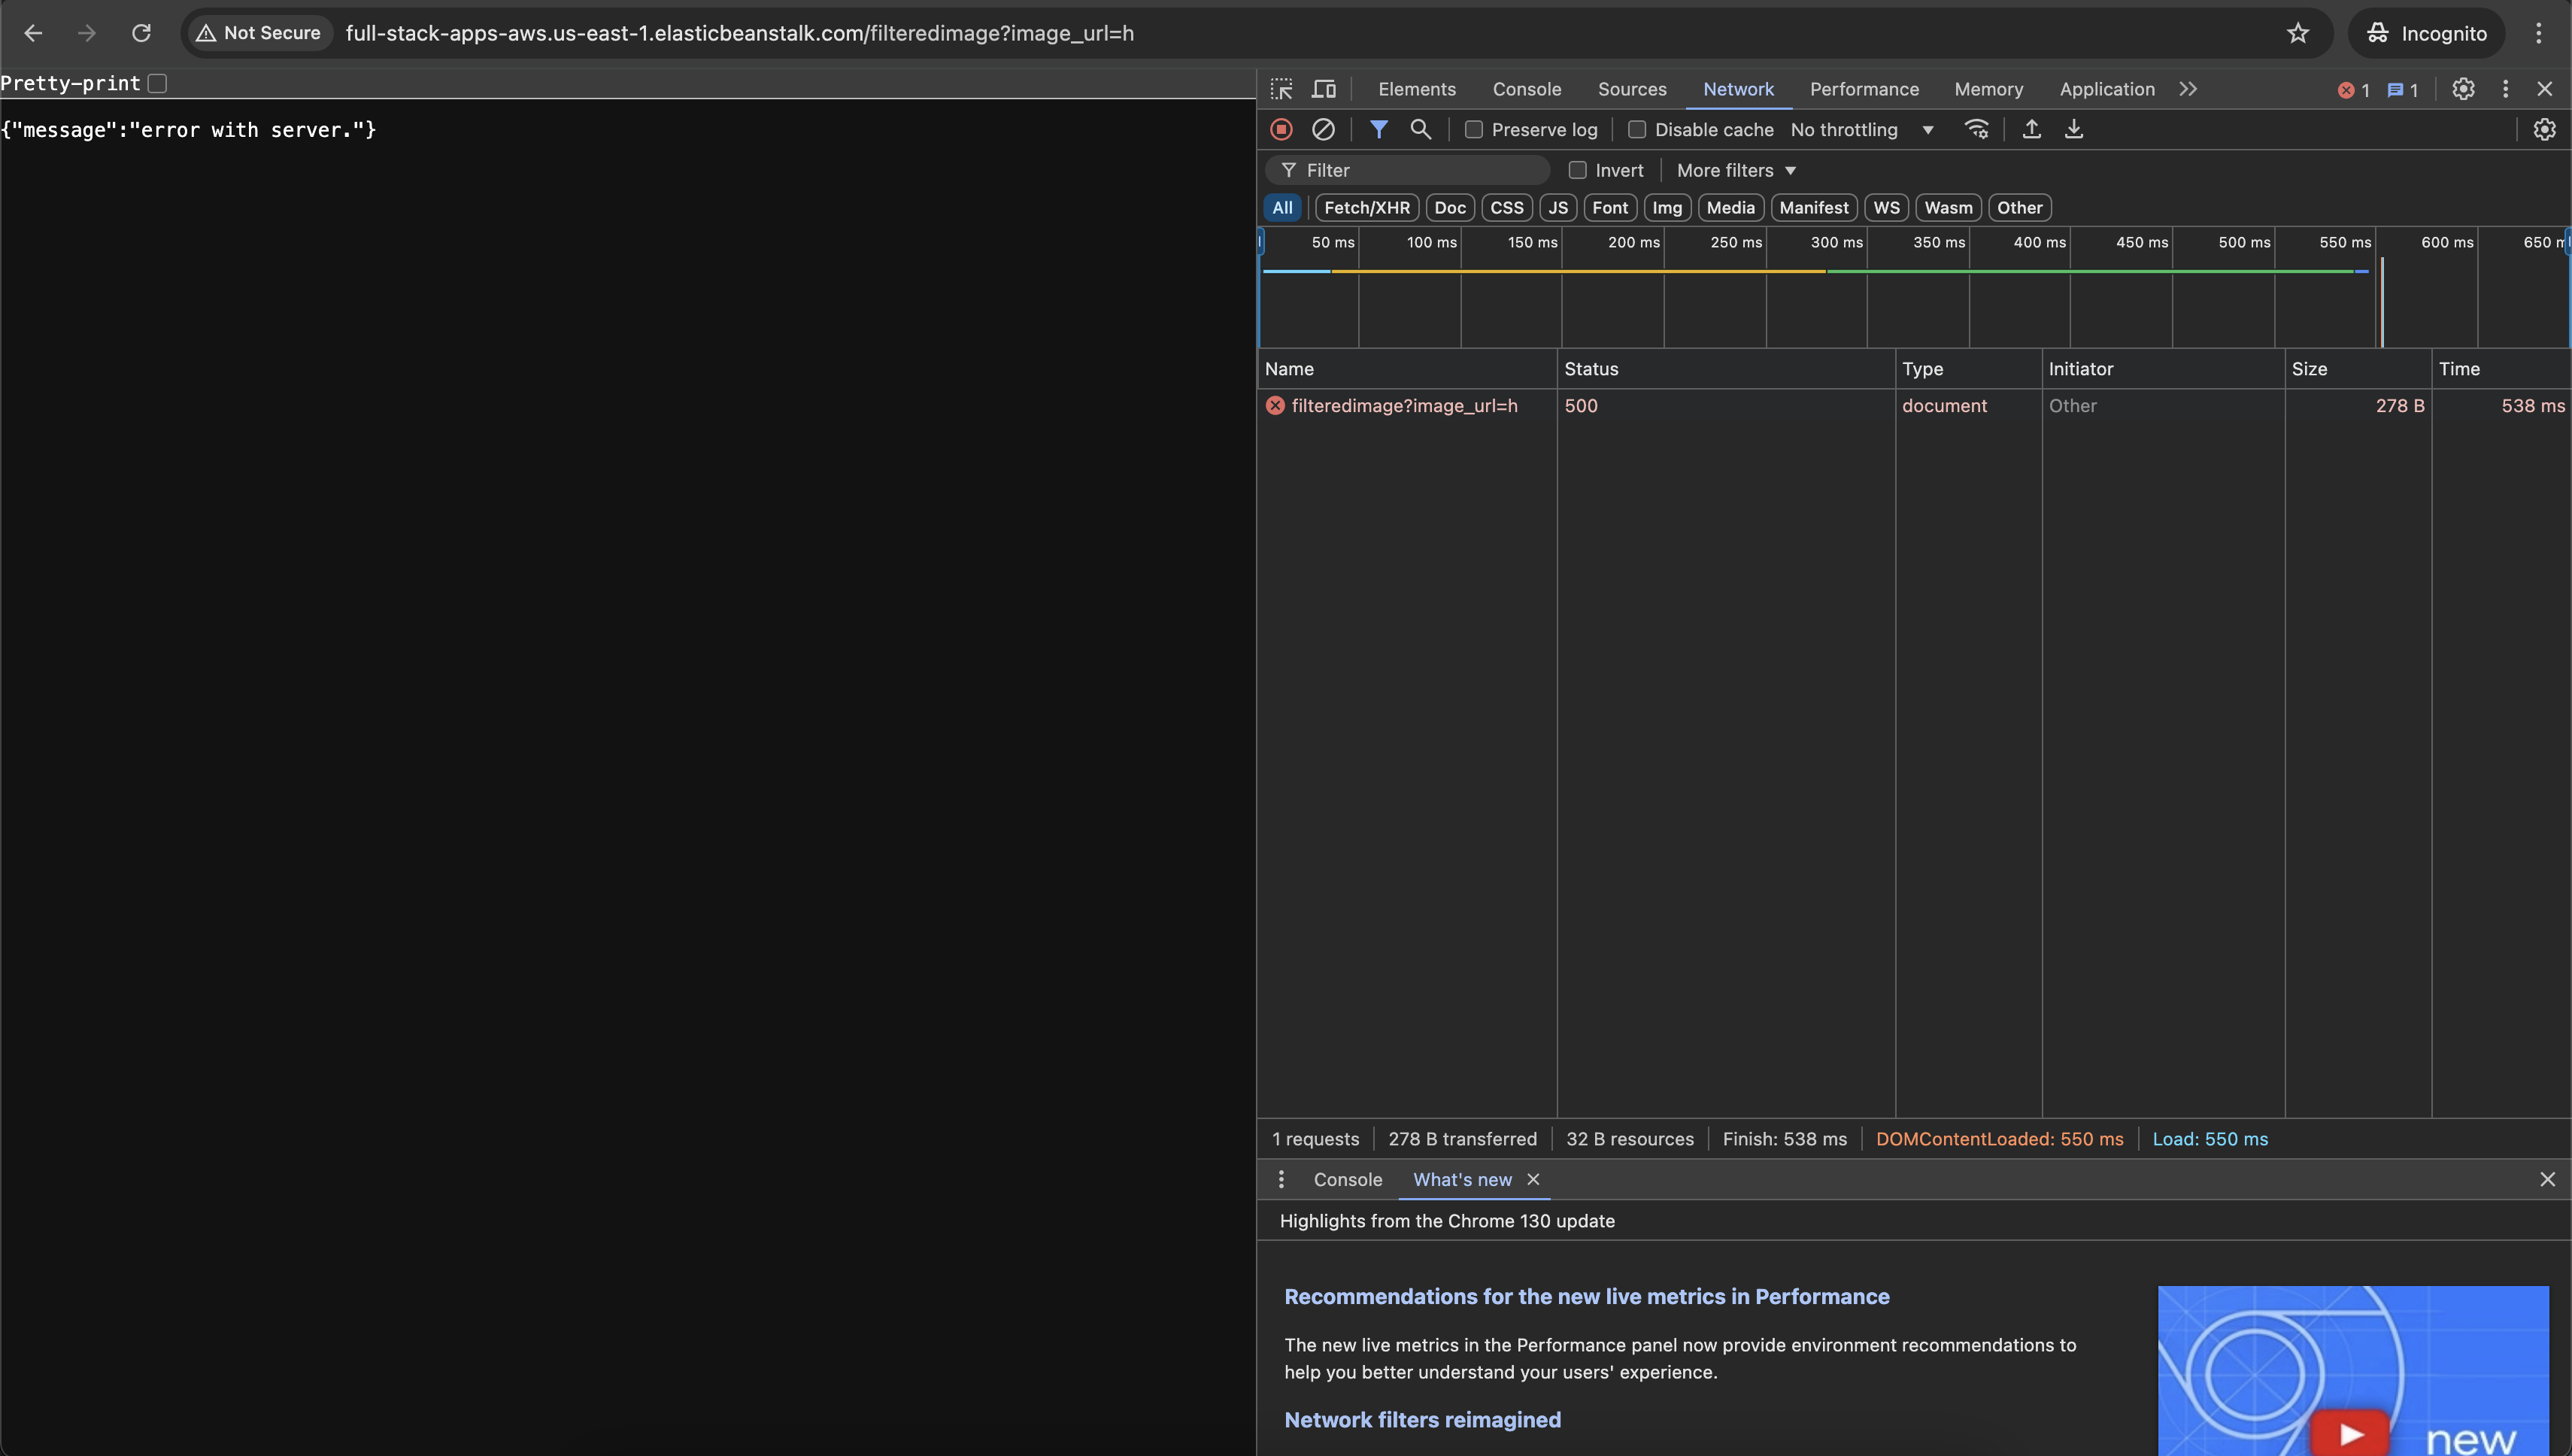 Not Secure full-stack-apps-aws.us-east-1.elasticbeanstalk.com/filteredimage?image_url=h Incognito
Pretty-print
{"message":"error with server."}
Elements Console Sources Network Performance Memory Application 1 1
Preserve log Disable cache No throttling
Filter Invert More filters
All Fetch/XHR Doc CSS JS Font Img Media Manifest WS Wasm Other
50 ms 100 ms 150 ms 200 ms 250 ms 300 ms 350 ms 400 ms 450 ms 500 ms 550 ms 600 ms 650
Name Status Type Initiator Size Time
filteredimage?image_url=h 500 document Other 278 B 538 ms
1 requests 278 B transferred 32 B resources Finish: 538 ms DOMContentLoaded: 550 ms Load: 550 ms
Console What's new
Highlights from the Chrome 130 update
Recommendations for the new live metrics in Performance
The new live metrics in the Performance panel now provide environment recommendations to
help you better understand your users' experience.
Network filters reimagined
new